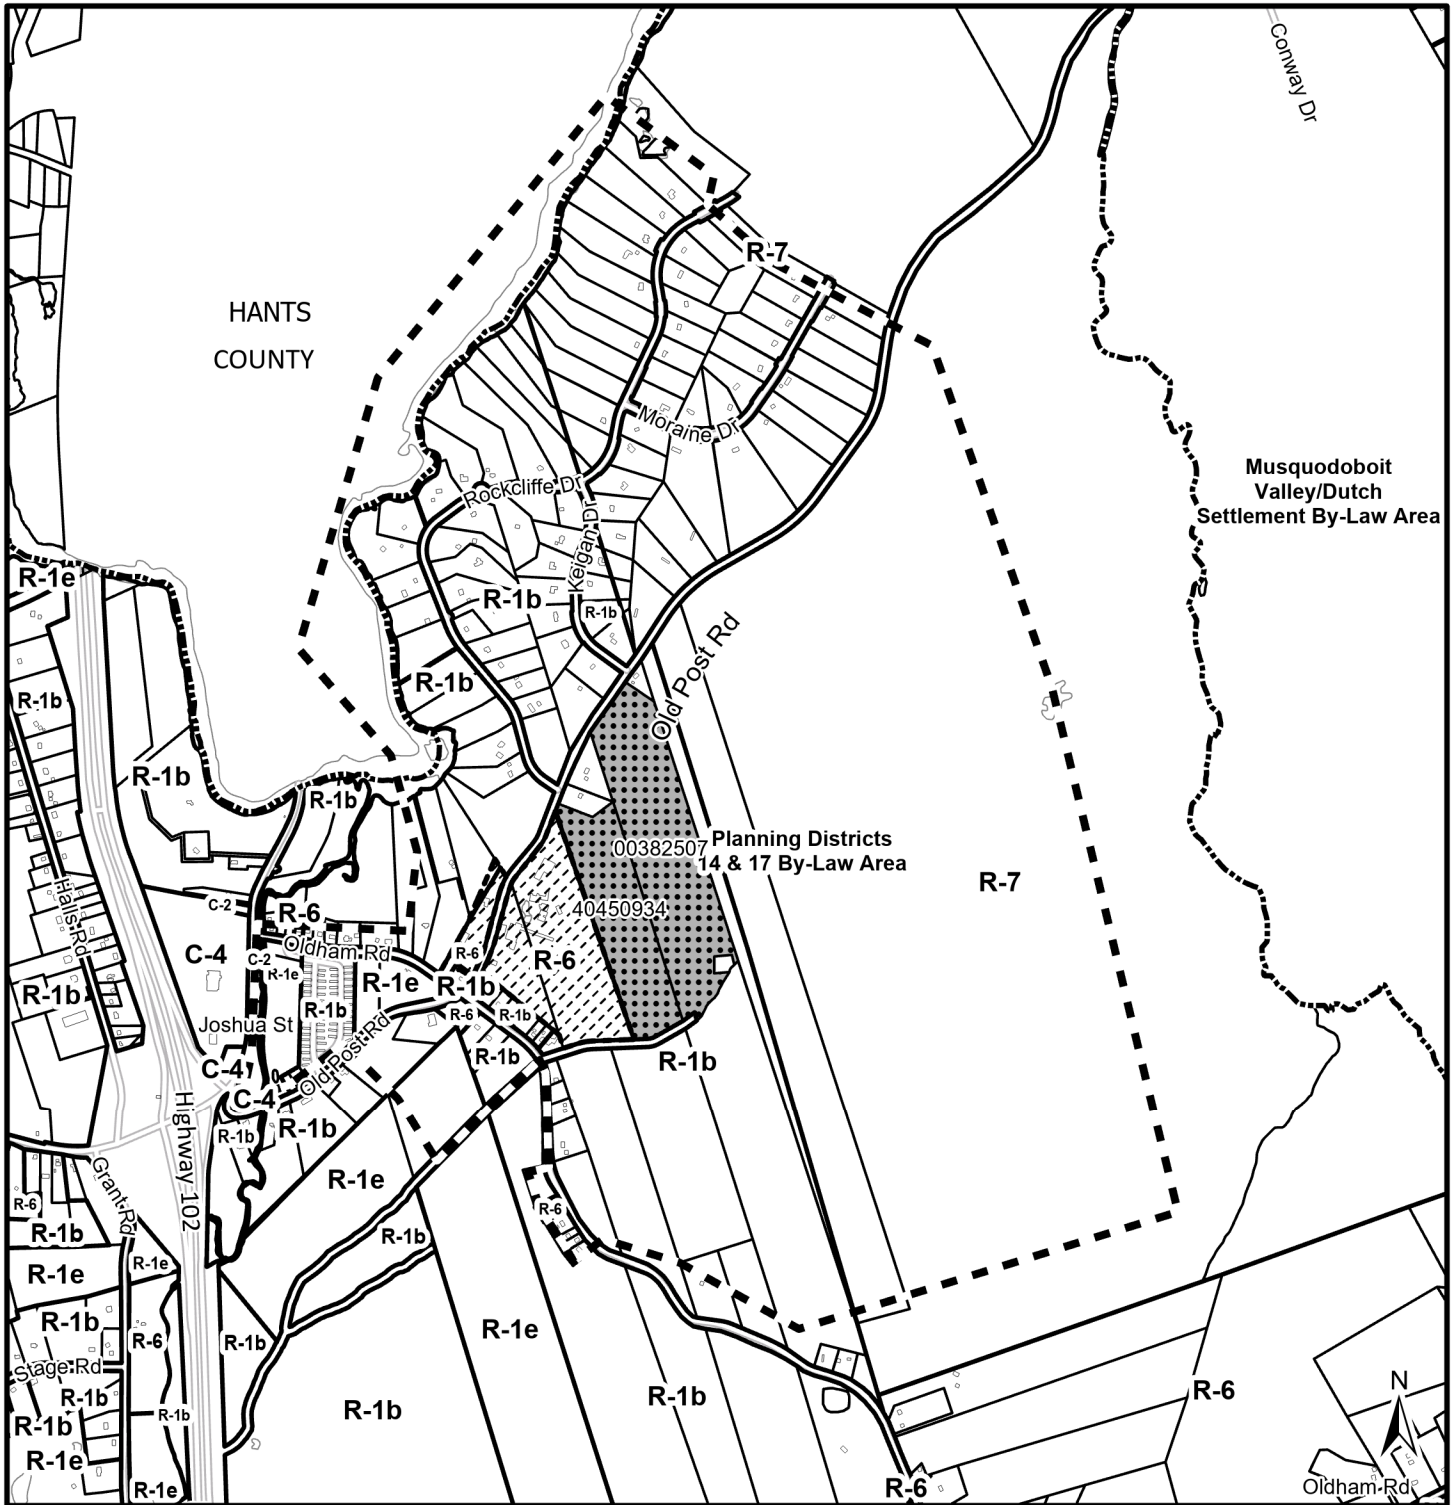 Conway Dr
R-7
HANTS
COUNTY
Moraine Dr
Musquodoboit
Valley/Dutch
Settlement By-Law Area
Rockcliffe Dr
Keigan Dr
R-1e
R-1b
R-1b
R-1b
Old Post Rd
R-1b
R-1b
R-1b
Planning Districts
14 & 17 By-Law Area
00382507
R-7
Halls Rd
C-2
R-6
40450934
Oldham Rd
C-4
C-2
R-1e
R-6
R-6
R-1e
R-1b
R-1b
R-1b
R-6
R-1b
Joshua St
Old Post Rd
R-1b
R-1b
C-4
C-4
Highway 102
R-1b
R-1b
Grant Rd
R-1e
R-6
R-6
R-1b
R-1b
R-1e
R-1e
R-1b
R-6
R-1b
R-1e
Stage Rd
R-1b
R-1b
R-1b
R-6
N
R-1b
R-1b
R-1b
R-1e
R-1e
R-6
Oldham Rd